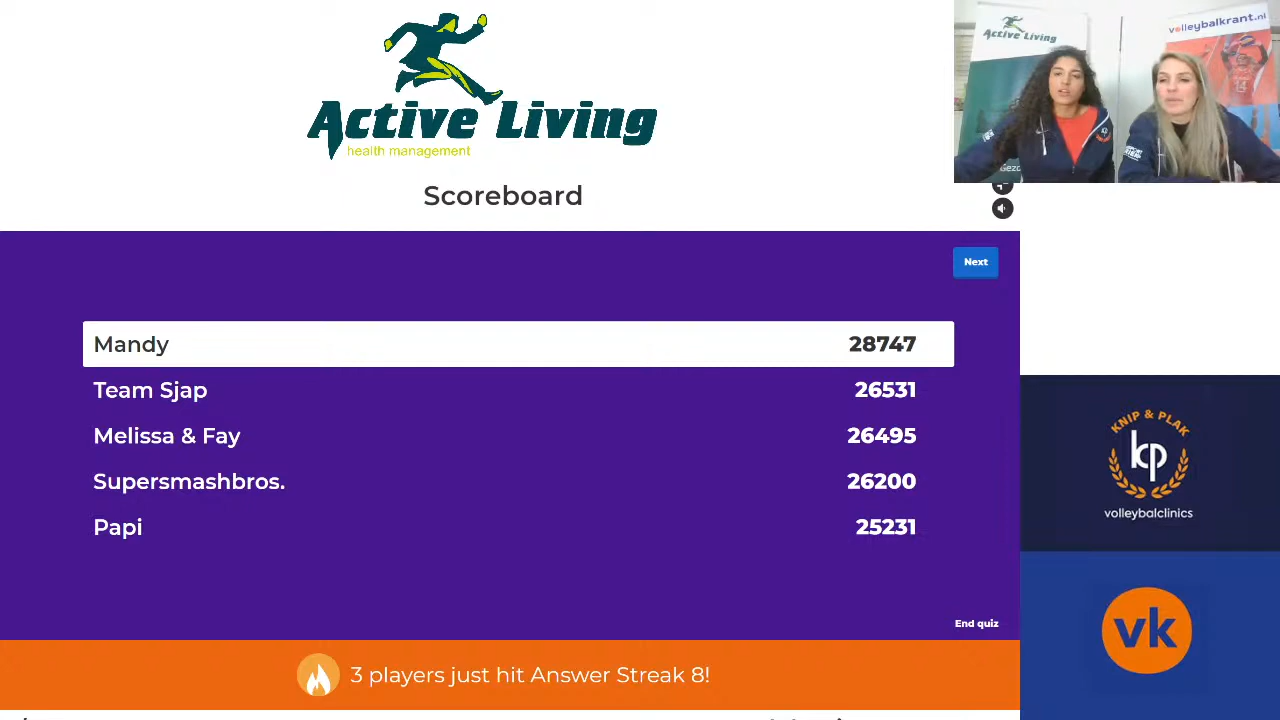 Active Living
health management
Scoreboard
Active Living
volleybalkrant.nl
Gezo
Next
Mandy 28747
Team Sjap 26531
Melissa & Fay 26495
Supersmashbros. 26200
Papi 25231
End quiz
3 players just hit Answer Streak 8!
KNIP & PLAK
kp
volleybalclinics
vk